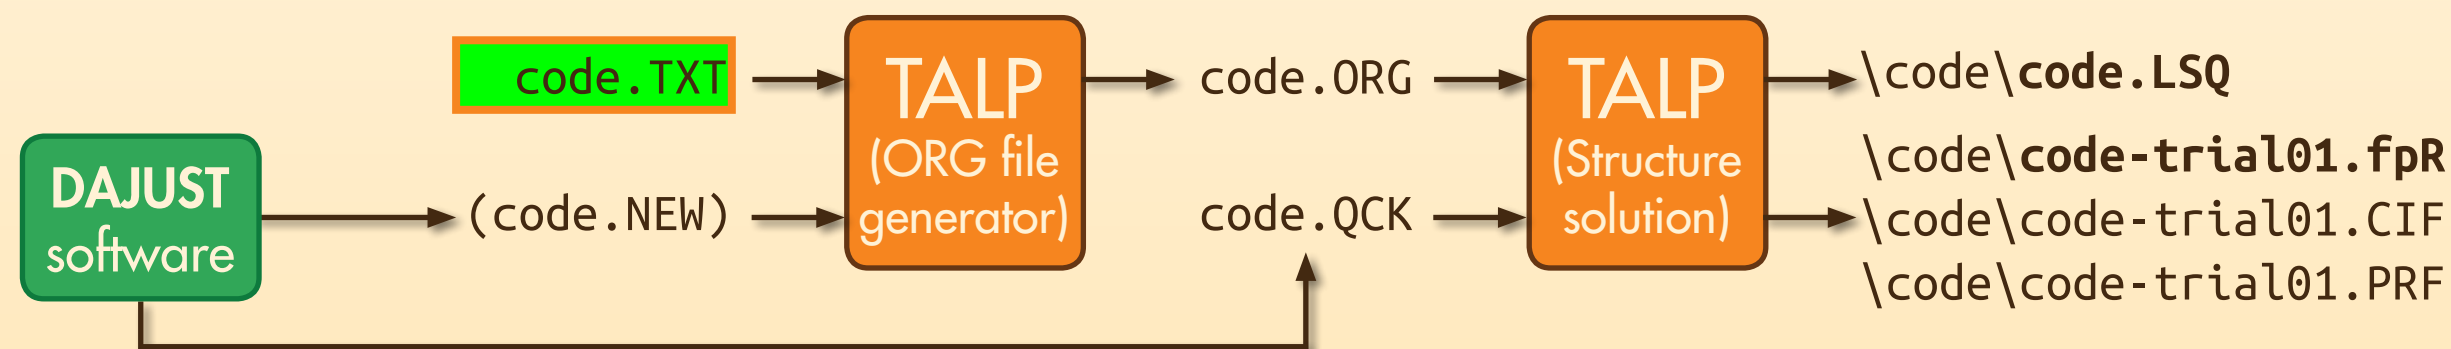 code.TXT
TALP
(ORG file
generator)
code.ORG
TALP
(Structure
solution)
\code\code.LSQ
\code\code-trial01.fpR
DAJUST
software
(code.NEW)
code.QCK
\code\code-trial01.CIF
\code\code-trial01.PRF